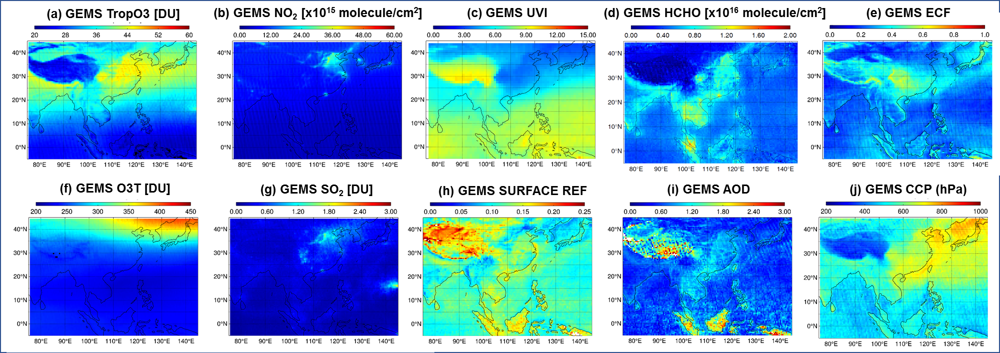 (a) GEMS TropO3 [DU]
20 28 36 44 52 60
40°N
30°N
20°N
10°N
0°N
80°E 90°E 100°E 110°E 120°E 130°E 140°E
(b) GEMS NO2 [x10^15 molecule/cm^2]
0.00 12.00 24.00 36.00 48.00 60.00
40°N
30°N
20°N
10°N
0°N
80°E 90°E 100°E 110°E 120°E 130°E 140°E
(c) GEMS UVI
0.00 3.00 6.00 9.00 12.00 15.00
40°N
30°N
20°N
10°N
0°N
80°E 90°E 100°E 110°E 120°E 130°E 140°E
(d) GEMS HCHO [x10^16 molecule/cm^2]
0.00 0.40 0.80 1.20 1.60 2.00
40°N
30°N
20°N
10°N
0°N
80°E 90°E 100°E 110°E 120°E 130°E 140°E
(e) GEMS ECF
0.0 0.2 0.4 0.6 0.8 1.0
40°N
30°N
20°N
10°N
0°N
80°E 90°E 100°E 110°E 120°E 130°E 140°E
(f) GEMS O3T [DU]
200 250 300 350 400 450
40°N
30°N
20°N
10°N
0°N
80°E 90°E 100°E 110°E 120°E 130°E 140°E
(g) GEMS SO2 [DU]
0.00 0.60 1.20 1.80 2.40 3.00
40°N
30°N
20°N
10°N
0°N
80°E 90°E 100°E 110°E 120°E 130°E 140°E
(h) GEMS SURFACE REF
0.00 0.05 0.10 0.15 0.20 0.25
40°N
30°N
20°N
10°N
0°N
80°E 90°E 100°E 110°E 120°E 130°E 140°E
(i) GEMS AOD
0.00 0.60 1.20 1.80 2.40 3.00
40°N
30°N
20°N
10°N
0°N
80°E 90°E 100°E 110°E 120°E 130°E 140°E
(j) GEMS CCP (hPa)
200 400 600 800 1000
40°N
30°N
20°N
10°N
0°N
80°E 90°E 100°E 110°E 120°E 130°E 140°E